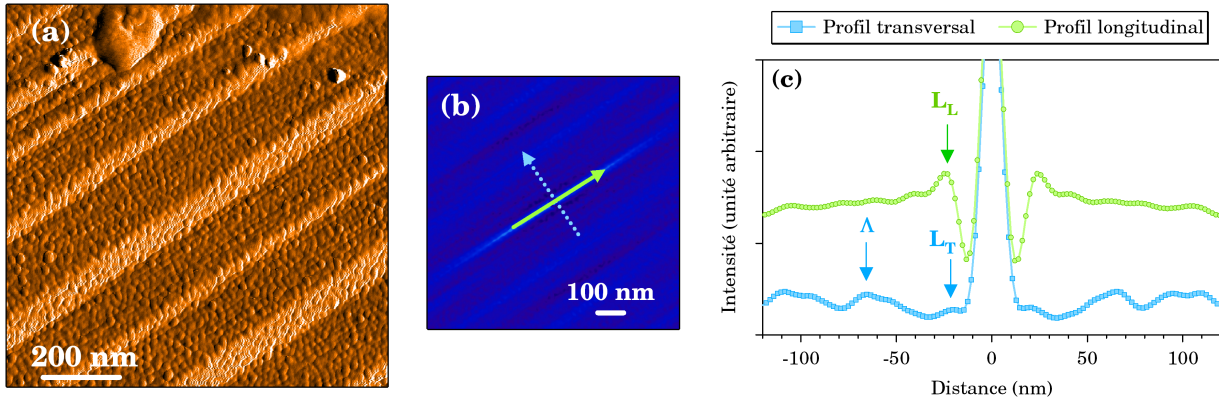 (a)
200 nm
(b)
100 nm
Profil transversal
Profil longitudinal
(c)
L_L
Λ
L_T
Intensité (unité arbitraire)
-100
-50
0
50
100
Distance (nm)